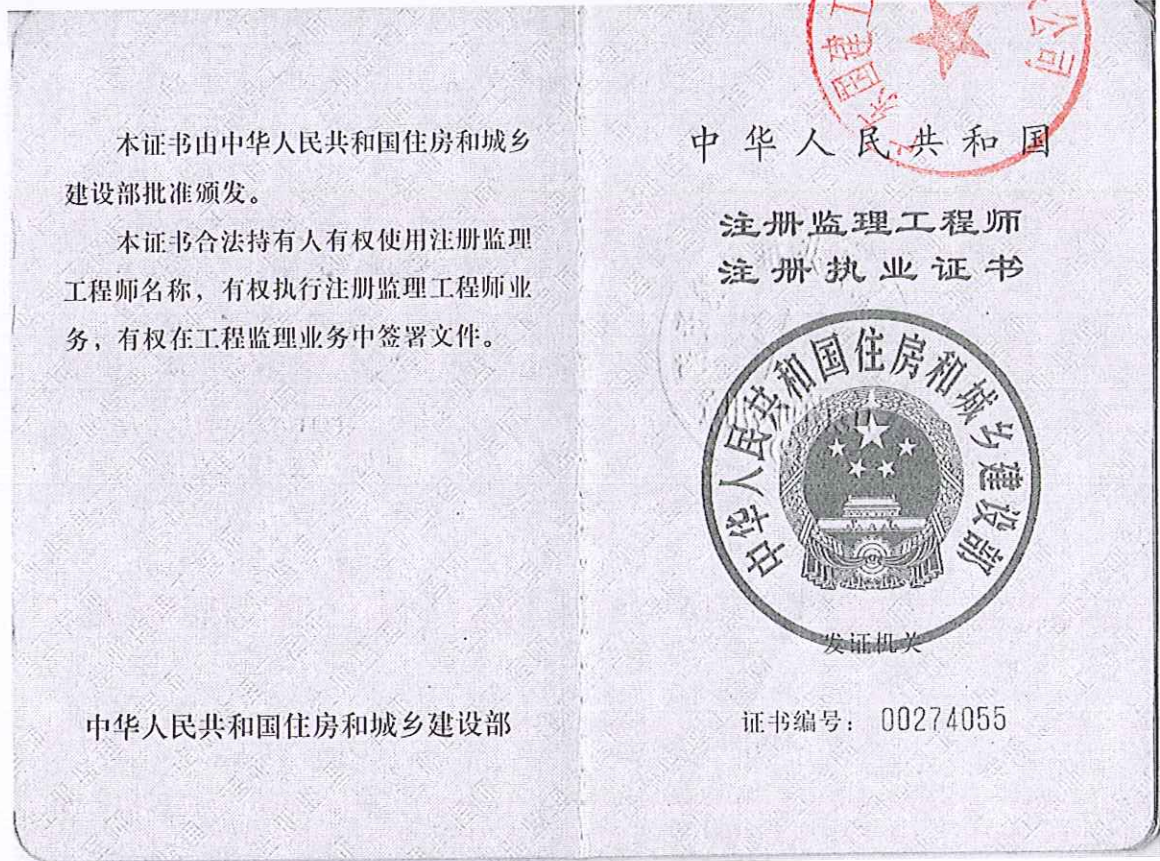 本证书由中华人民共和国住房和城乡
建设部批准颁发。
本证书合法持有人有权使用注册监理
工程师名称，有权执行注册监理工程师业
务，有权在工程监理业务中签署文件。
中华人民共和国住房和城乡建设部
中华人民共和国
注册监理工程师
注册执业证书
中华人民共和国住房和城乡建设部
发证机关
证书编号：00274055
国建工
公司